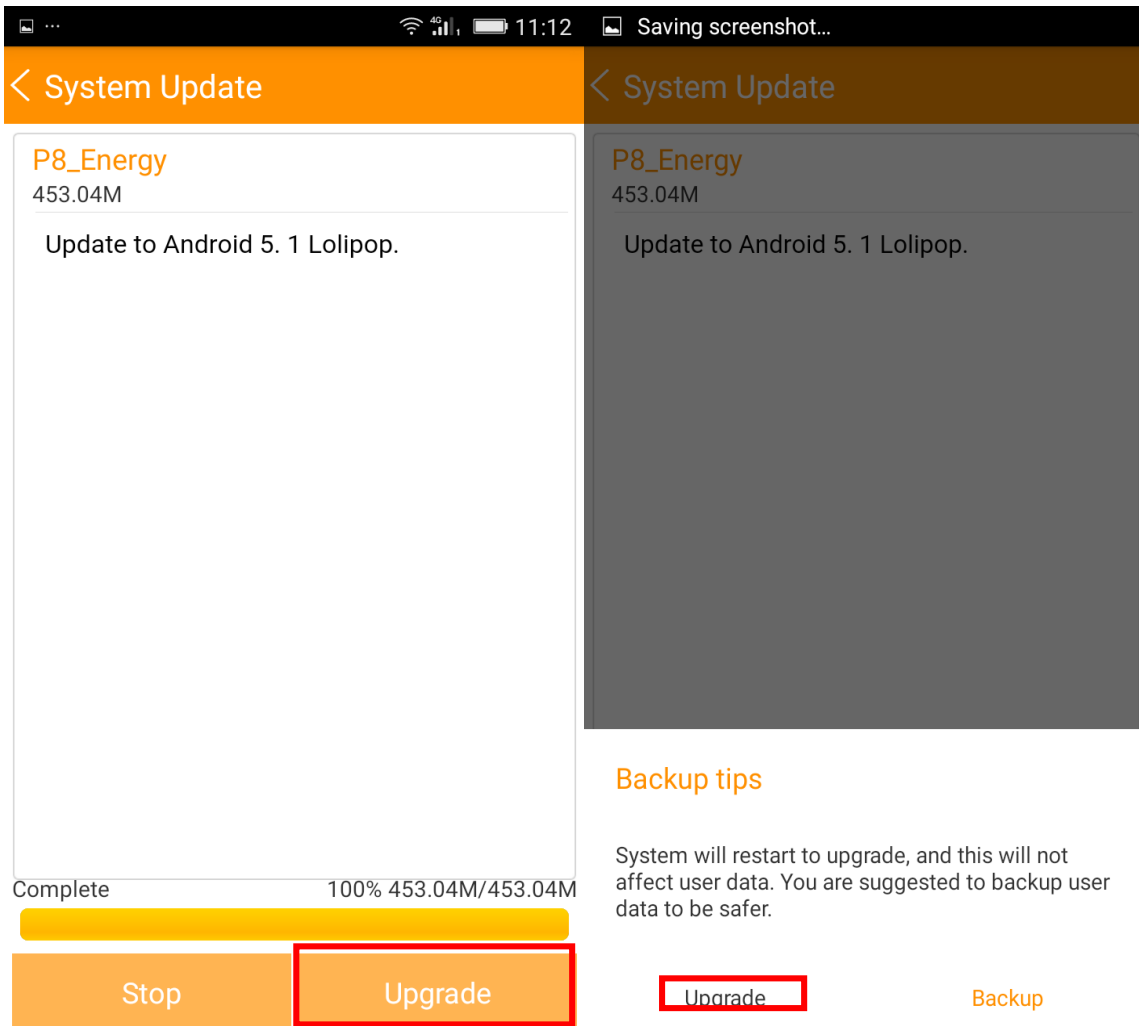 ... 4G 1 11:12
System Update
P8_Energy
453.04M
Update to Android 5. 1 Lolipop.
Complete 100% 453.04M/453.04M
Stop Upgrade
Saving screenshot...
System Update
P8_Energy
453.04M
Update to Android 5. 1 Lolipop.
Backup tips
System will restart to upgrade, and this will not
affect user data. You are suggested to backup user
data to be safer.
Upgrade Backup